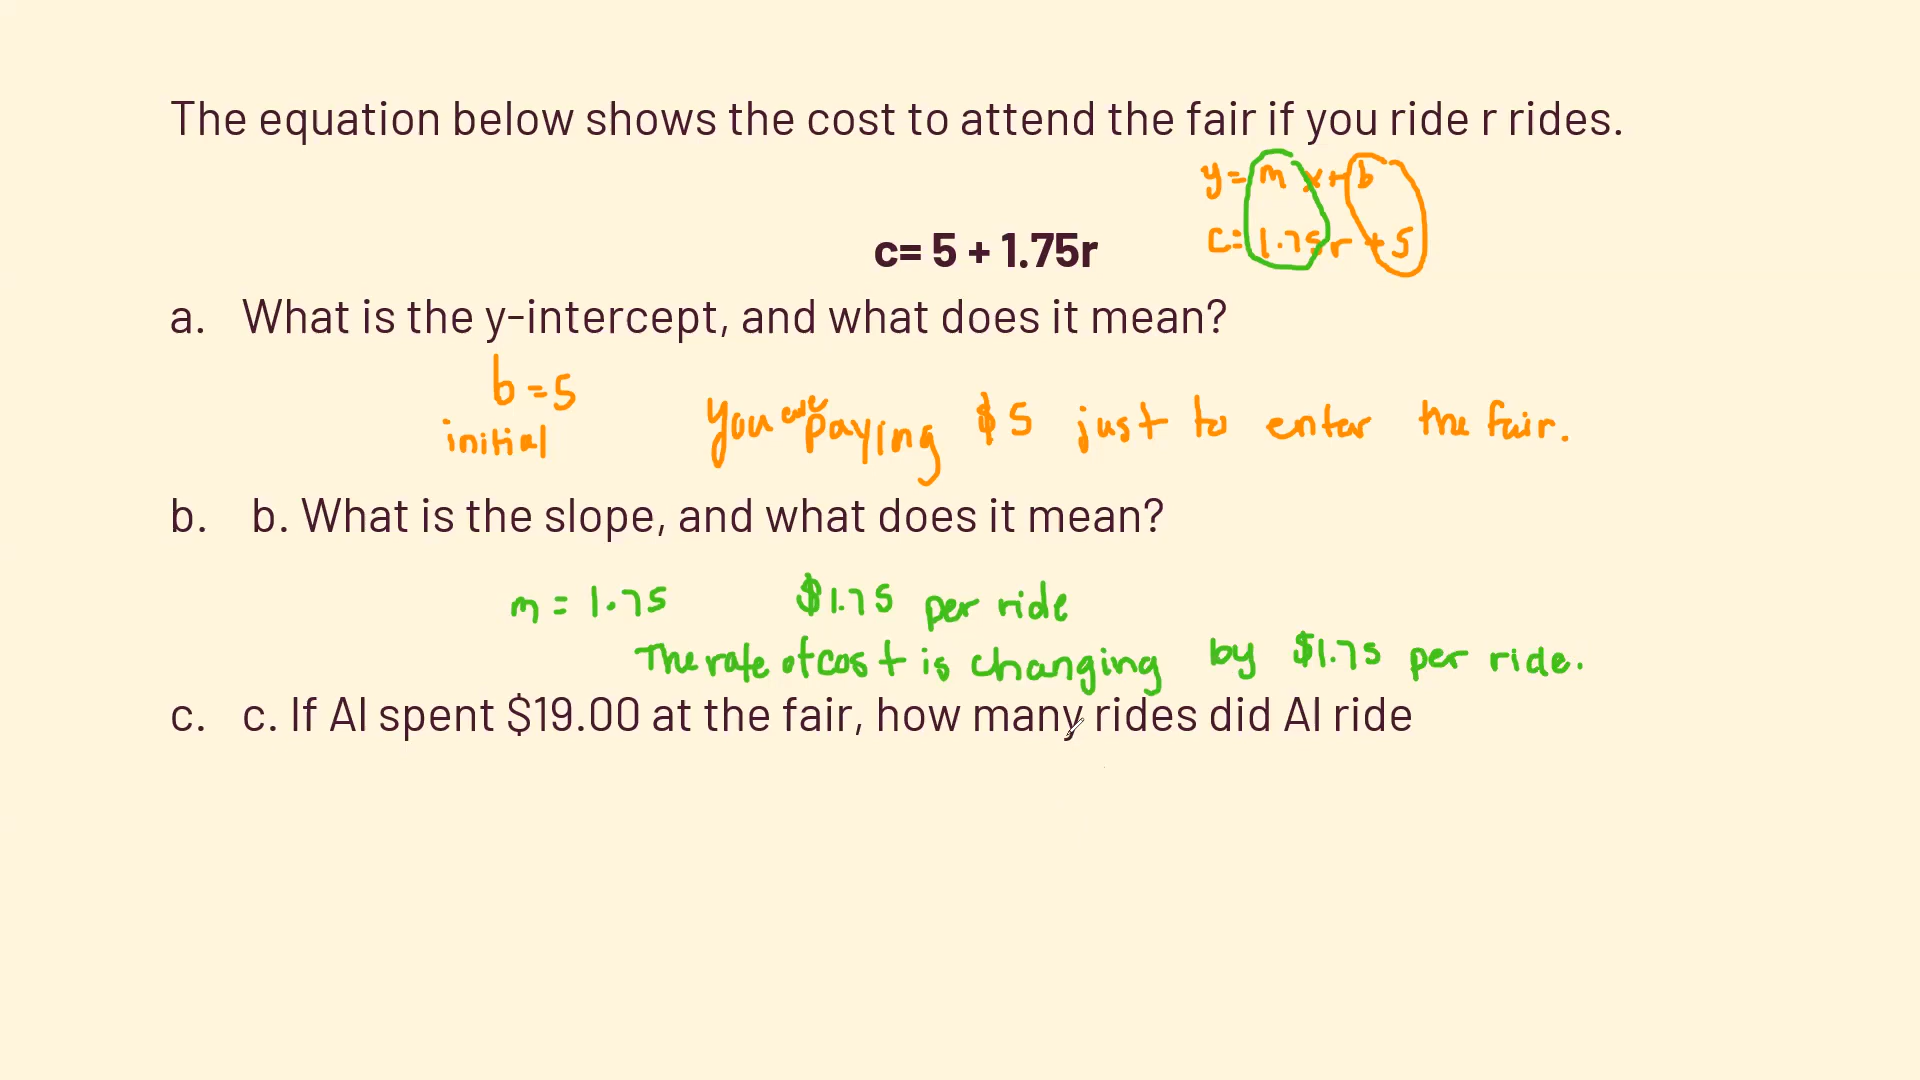 The equation below shows the cost to attend the fair if you ride r rides.
y = mx + b
c= 5 + 1.75r
c = 1.75r + 5
a. What is the y-intercept, and what does it mean?
b = 5
initial
you are paying $5 just to enter the fair.
b. b. What is the slope, and what does it mean?
m = 1.75 $1.75 per ride
The rate of cost is changing by $1.75 per ride.
c. c. If Al spent $19.00 at the fair, how many rides did Al ride